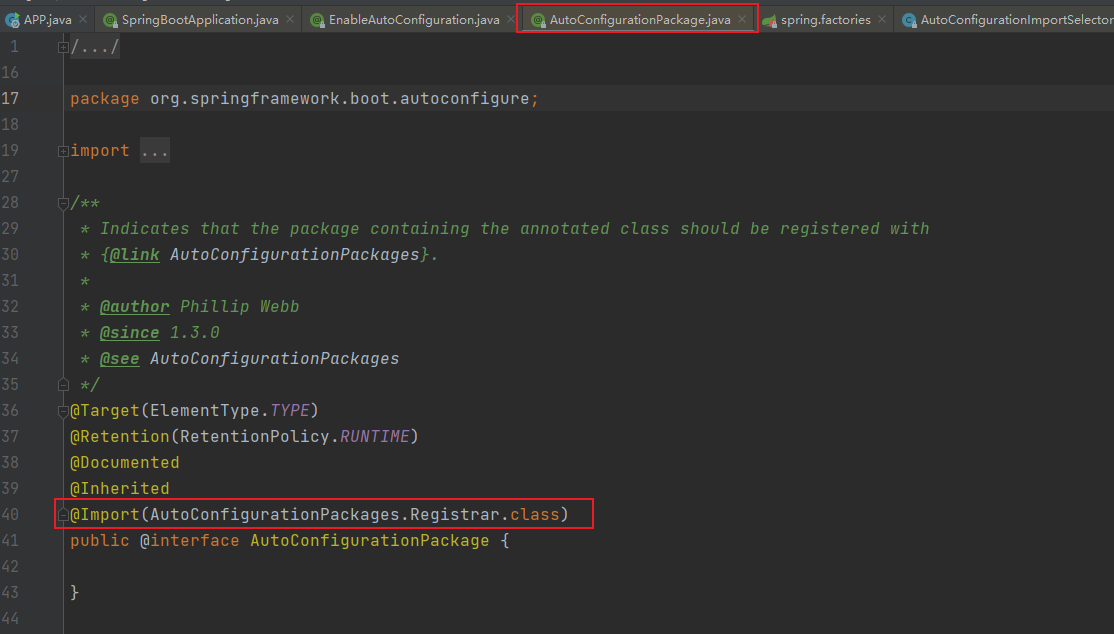 APP.java × SpringBootApplication.java × EnableAutoConfiguration.java × AutoConfigurationPackage.java × spring.factories × AutoConfigurationImportSelector
1 /.../
16
17 package org.springframework.boot.autoconfigure;
18
19 import ...
27
28 /**
29 * Indicates that the package containing the annotated class should be registered with
30 * {@link AutoConfigurationPackages}.
31 *
32 * @author Phillip Webb
33 * @since 1.3.0
34 * @see AutoConfigurationPackages
35 */
36 @Target(ElementType.TYPE)
37 @Retention(RetentionPolicy.RUNTIME)
38 @Documented
39 @Inherited
40 @Import(AutoConfigurationPackages.Registrar.class)
41 public @interface AutoConfigurationPackage {
42
43 }
44